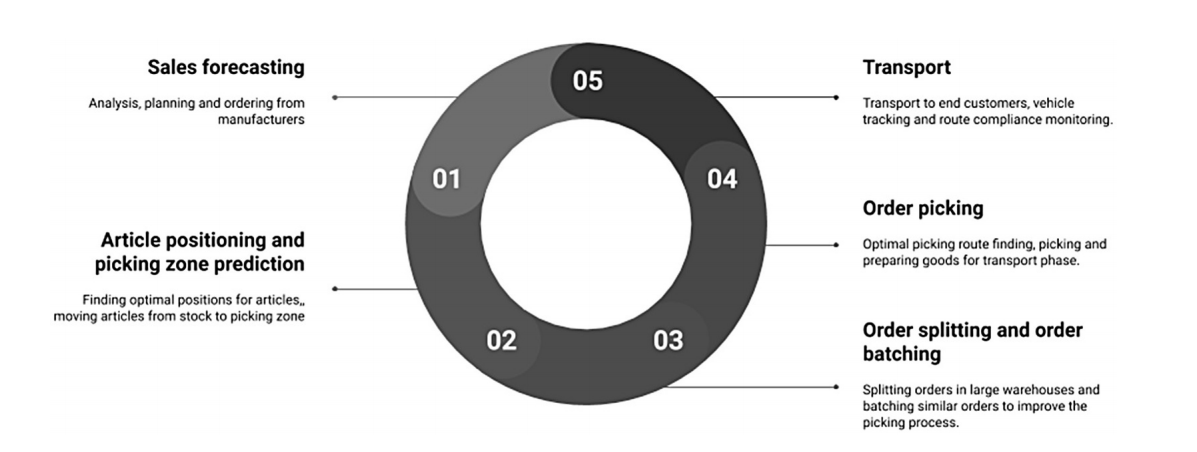 Sales forecasting
Analysis, planning and ordering from
manufacturers
01
Article positioning and
picking zone prediction
Finding optimal positions for articles,,
moving articles from stock to picking zone
02
05
Transport
Transport to end customers, vehicle
tracking and route compliance monitoring.
04
Order picking
Optimal picking route finding, picking and
preparing goods for transport phase.
03
Order splitting and order
batching
Splitting orders in large warehouses and
batching similar orders to improve the
picking process.